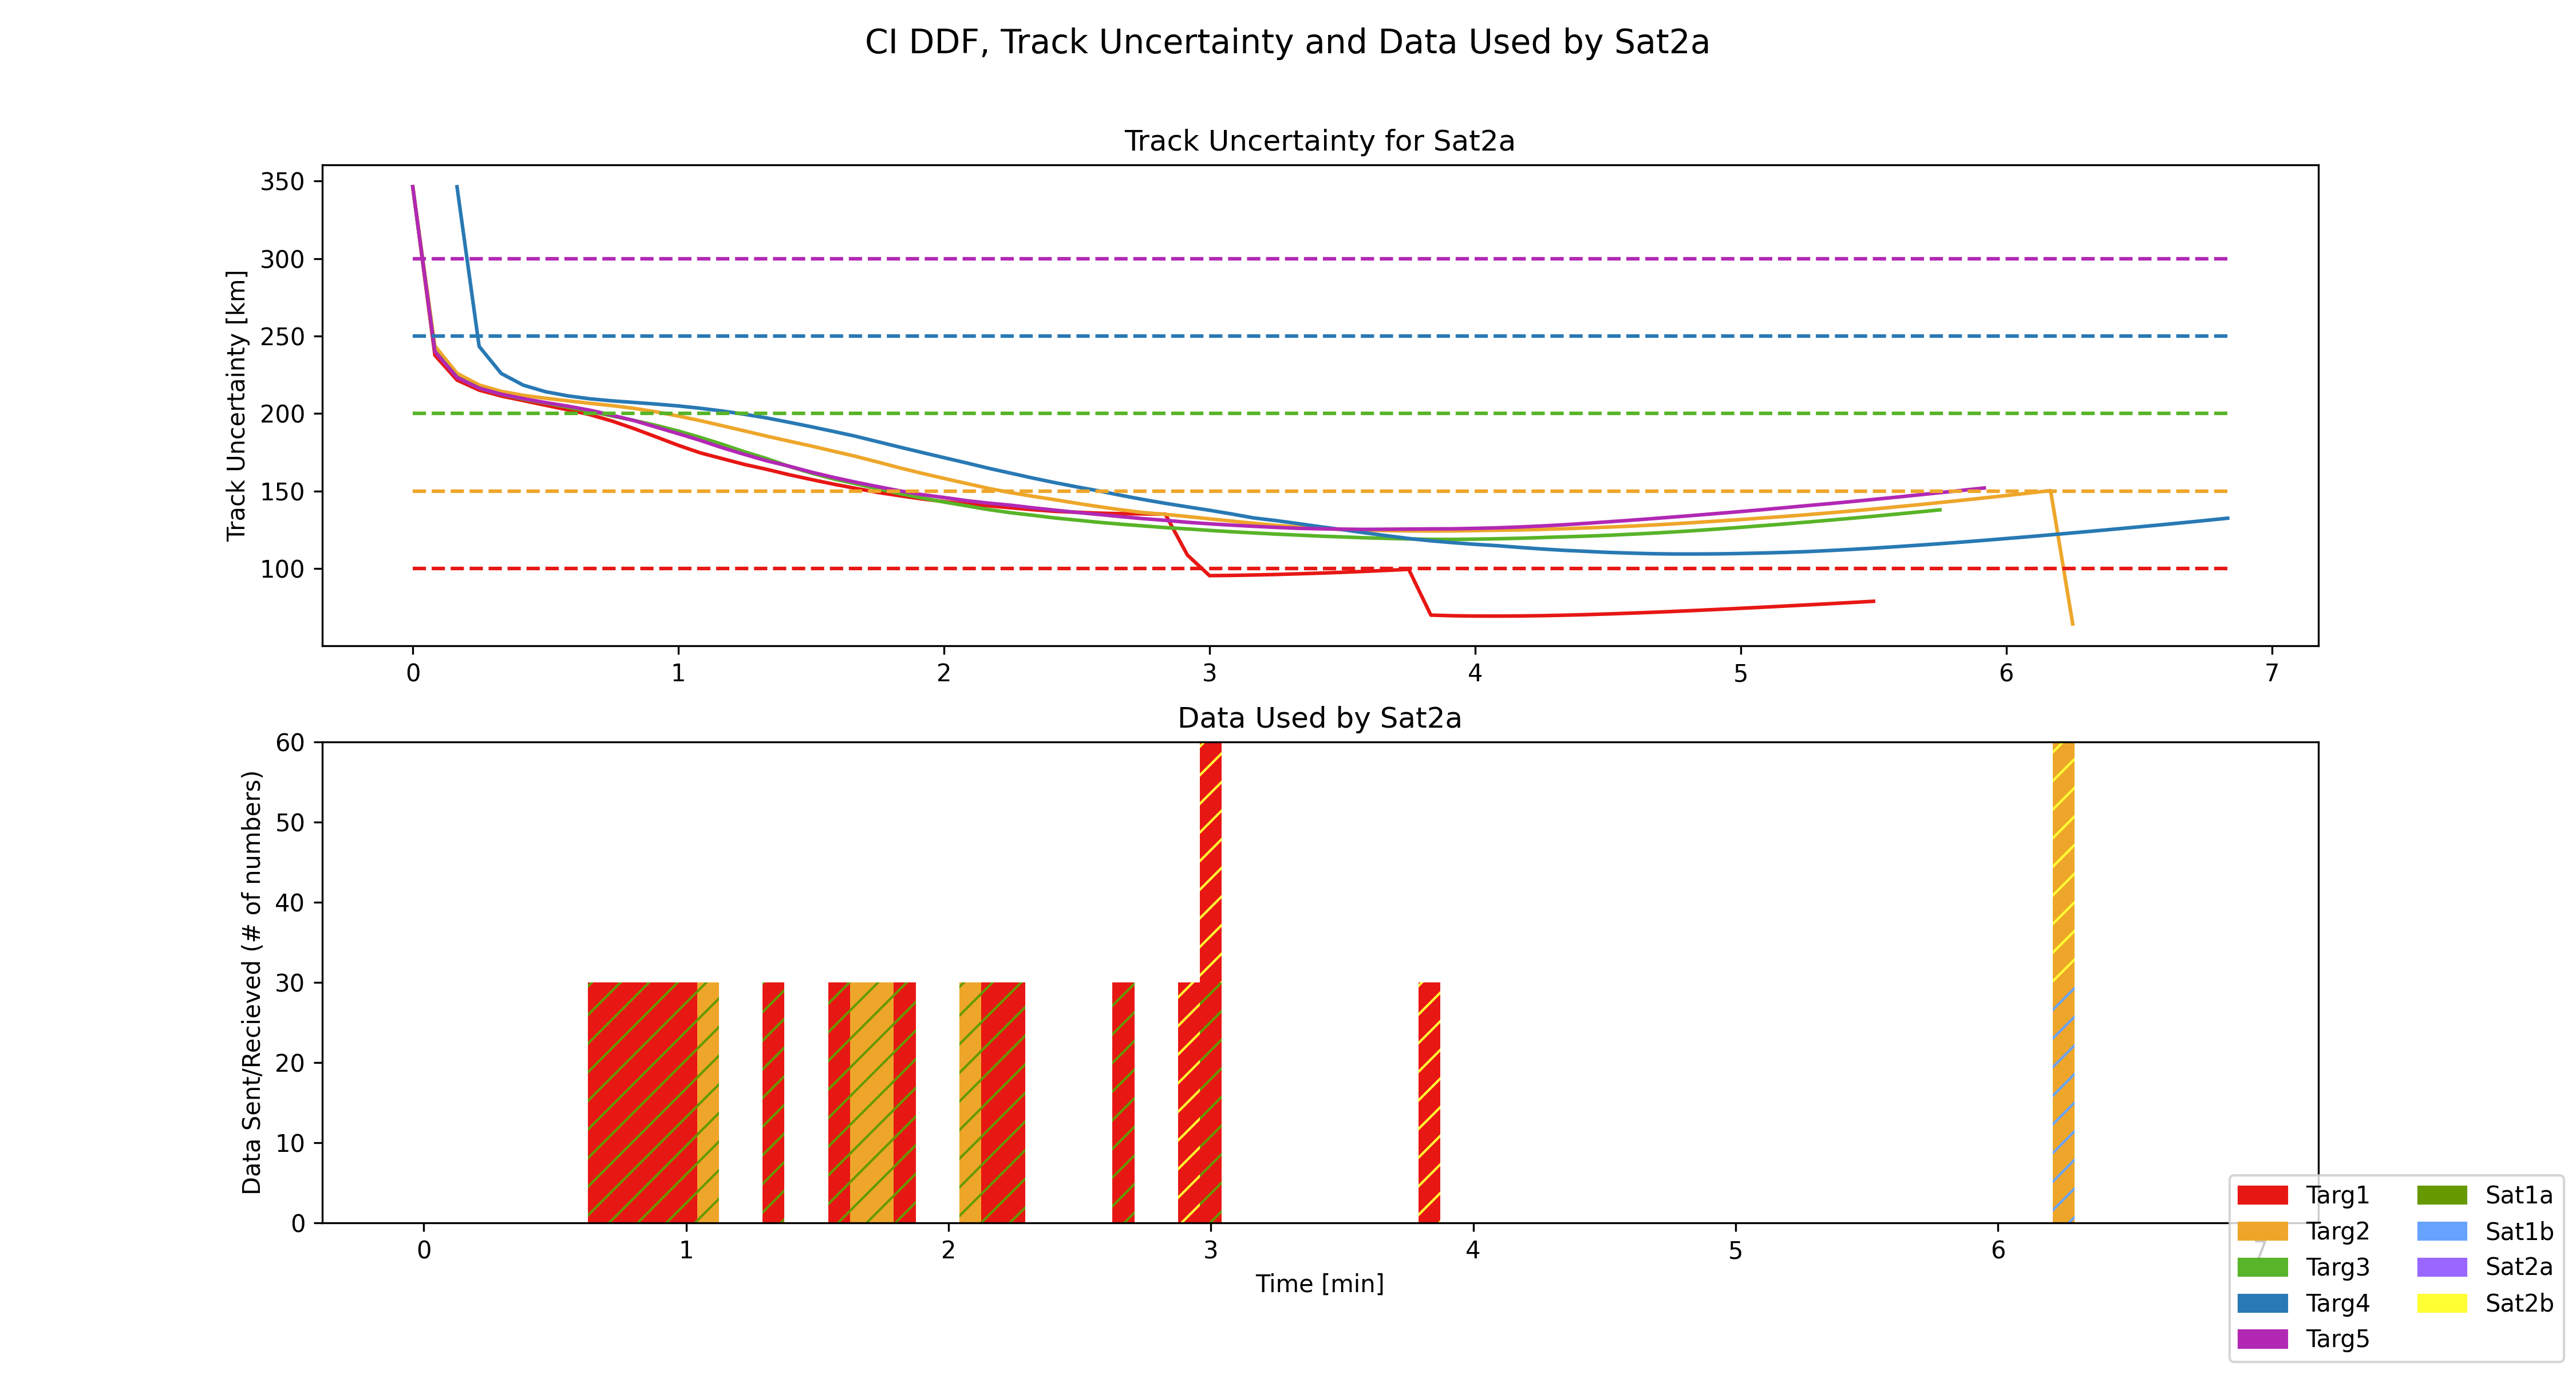 CI DDF, Track Uncertainty and Data Used by Sat2a
Track Uncertainty for Sat2a
Track Uncertainty [km]
350
300
250
200
150
100
0 1 2 3 4 5 6 7
Data Used by Sat2a
Data Sent/Recieved (# of numbers)
60
50
40
30
20
10
0
0 1 2 3 4 5 6
Time [min]
Targ1 Sat1a
Targ2 Sat1b
Targ3 Sat2a
Targ4 Sat2b
Targ5